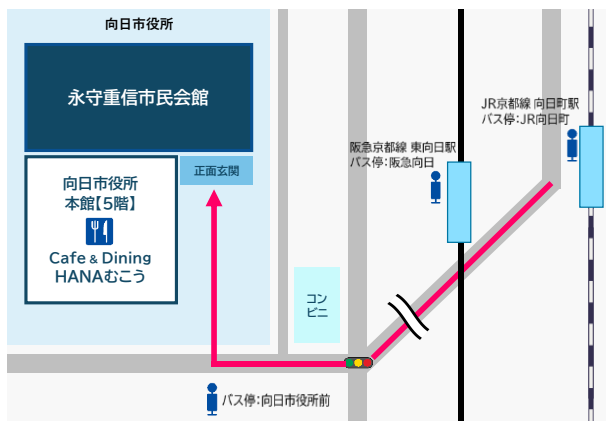 向日市役所
永守重信市民会館
正面玄関
向日市役所
本館【5階】
Cafe & Dining
HANAむこう
コン
ビニ
阪急京都線 東向日駅
バス停:阪急向日
JR京都線 向日町駅
バス停:JR向日町
バス停:向日市役所前